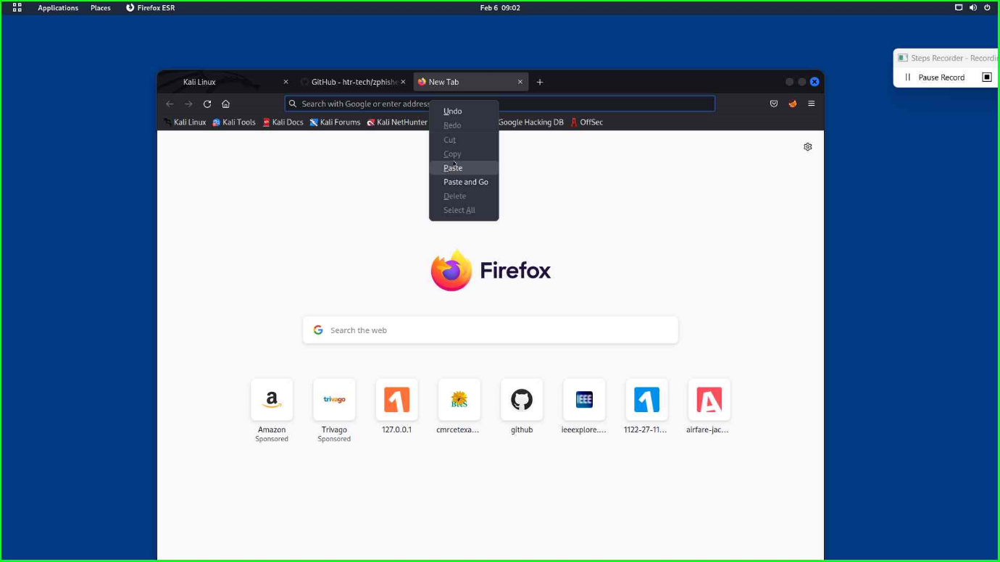 Applications Places Firefox ESR Feb 6 09:02
Steps Recorder - Recordin
Pause Record
Kali Linux GitHub - htr-tech/zphishe New Tab
Search with Google or enter address
Kali Linux Kali Tools Kali Docs Kali Forums Kali NetHunter Google Hacking DB OffSec
Undo
Redo
Cut
Copy
Paste
Paste and Go
Delete
Select All
Firefox
Search the web
a
trivago
BVeS
IEEE
Amazon Trivago 127.0.0.1 cmrcetexa... github ieeexplore.... 1122-27-11... airfare-jac...
Sponsored Sponsored